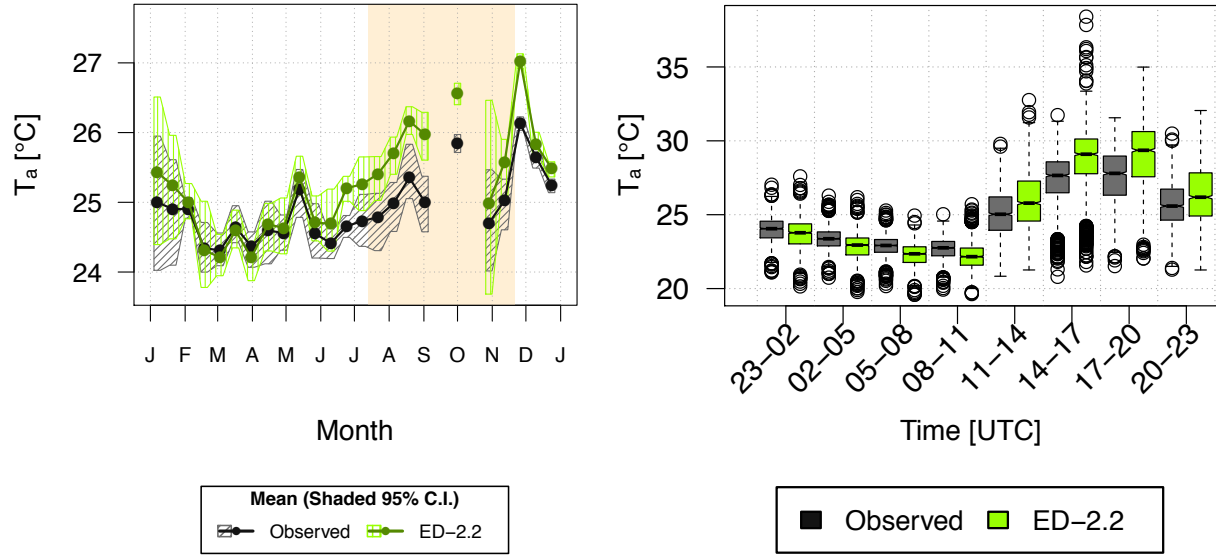 27
26
25
24
Tₐ [°C]
J F M A M J J A S O N D J
Month
Mean (Shaded 95% C.I.)
Observed ED−2.2
35
30
25
20
Tₐ [°C]
23−02 02−05 05−08 08−11 11−14 14−17 17−20 20−23
Time [UTC]
Observed ED−2.2